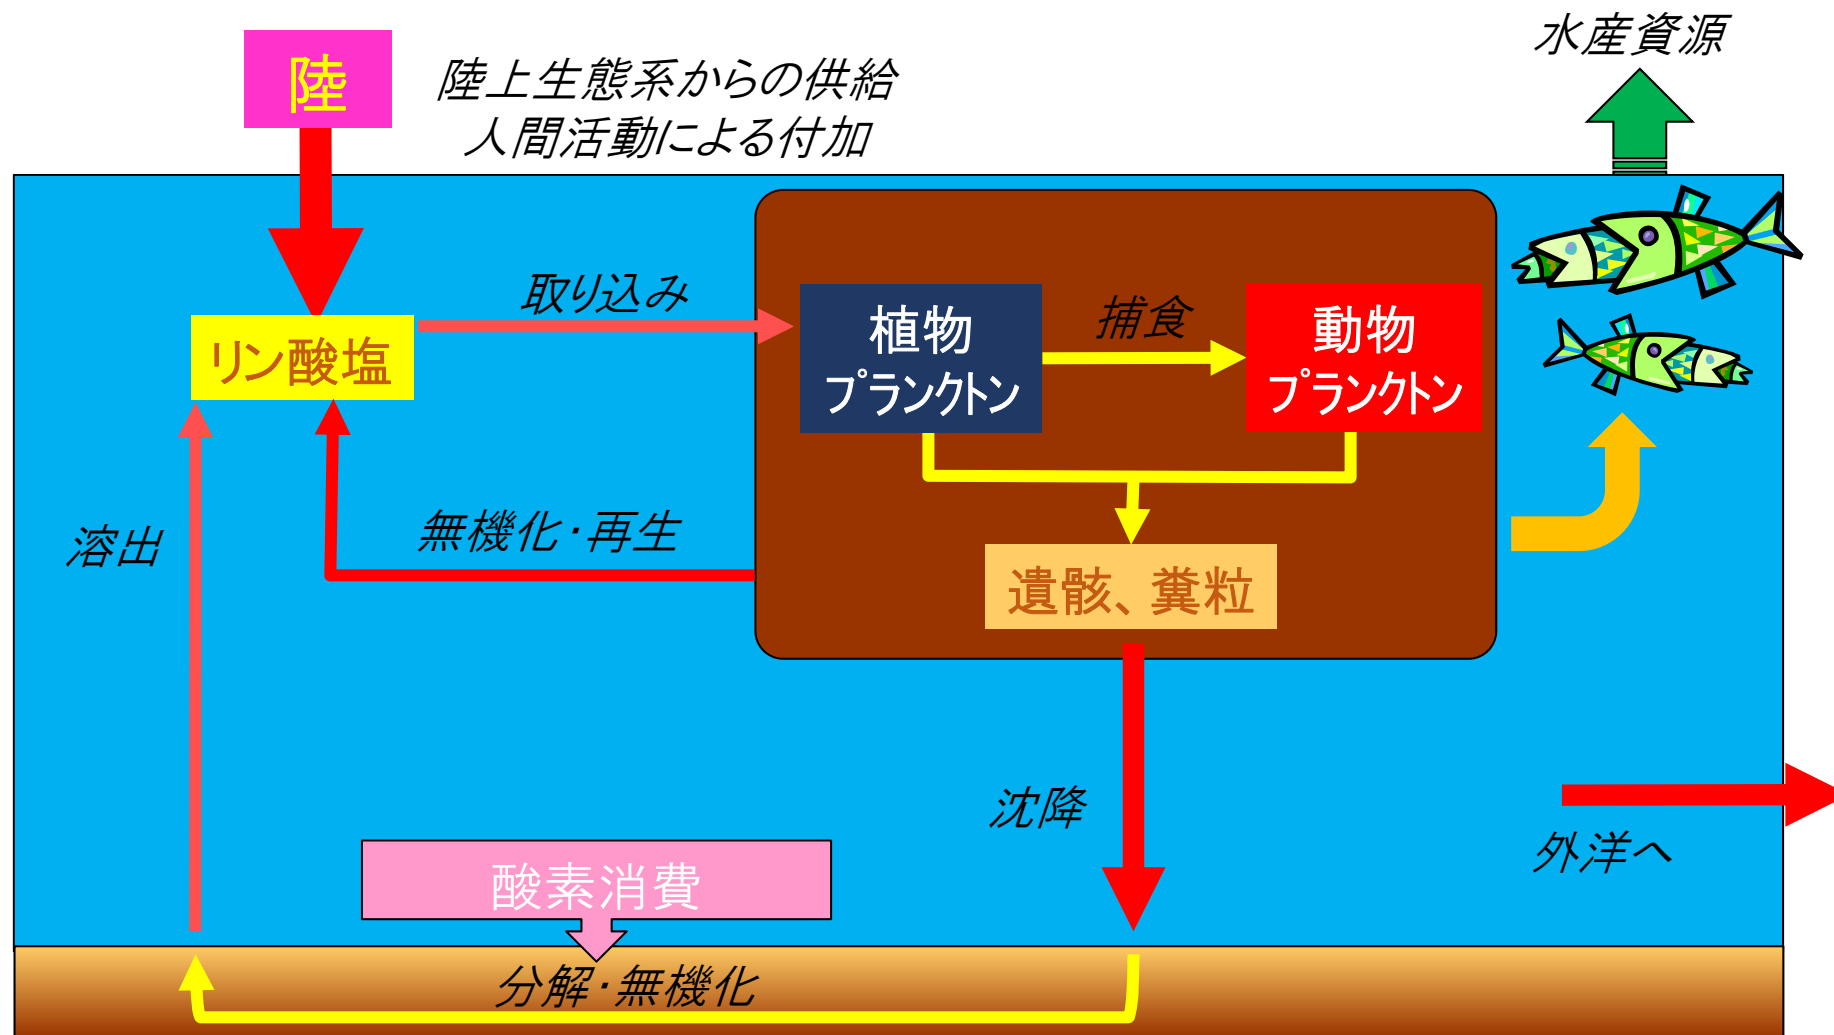 水産資源
陸
陸上生態系からの供給
人間活動による付加
取り込み
リン酸塩
植物
プランクトン
捕食
動物
プランクトン
無機化・再生
溶出
遺骸、糞粒
沈降
外洋へ
酸素消費
分解・無機化